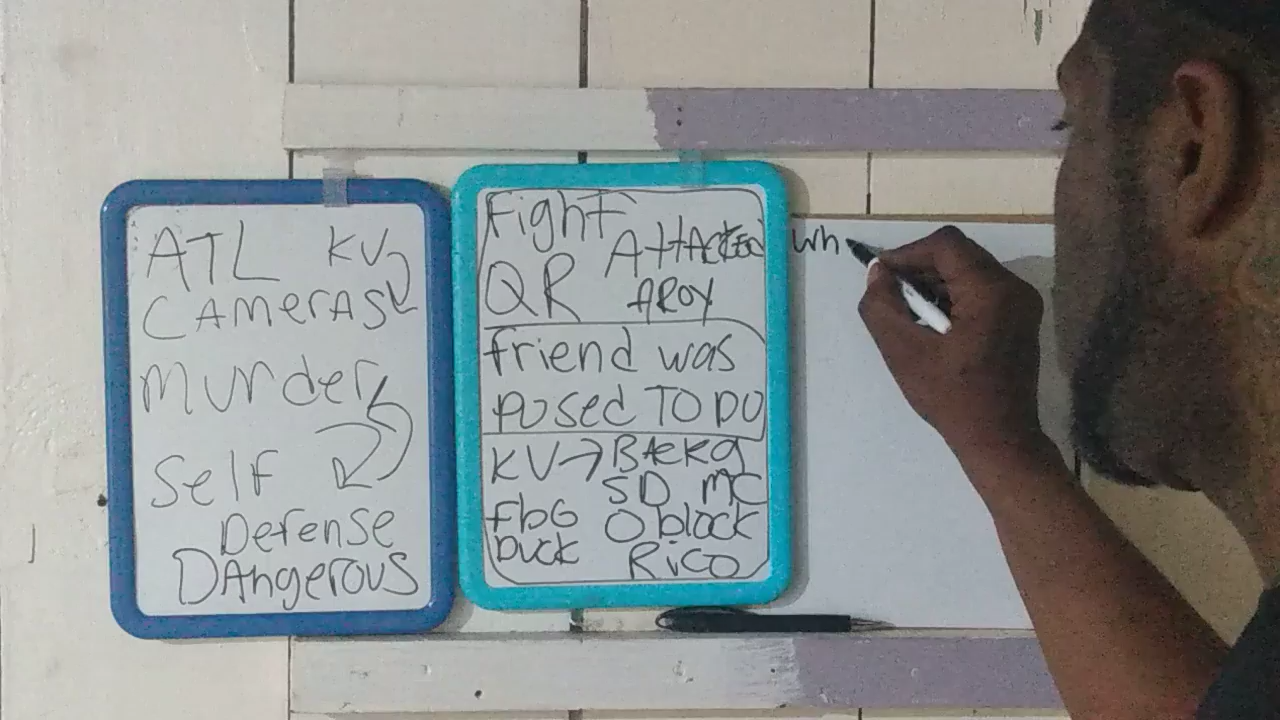 ATL KV
CAMERAS
Murder
Self
Defense
DAngerous
Fight
ATTACKED
QR AROY
friend was
posed TO DO
KV→
SD MC
FbG O block
Duck Rico
wh